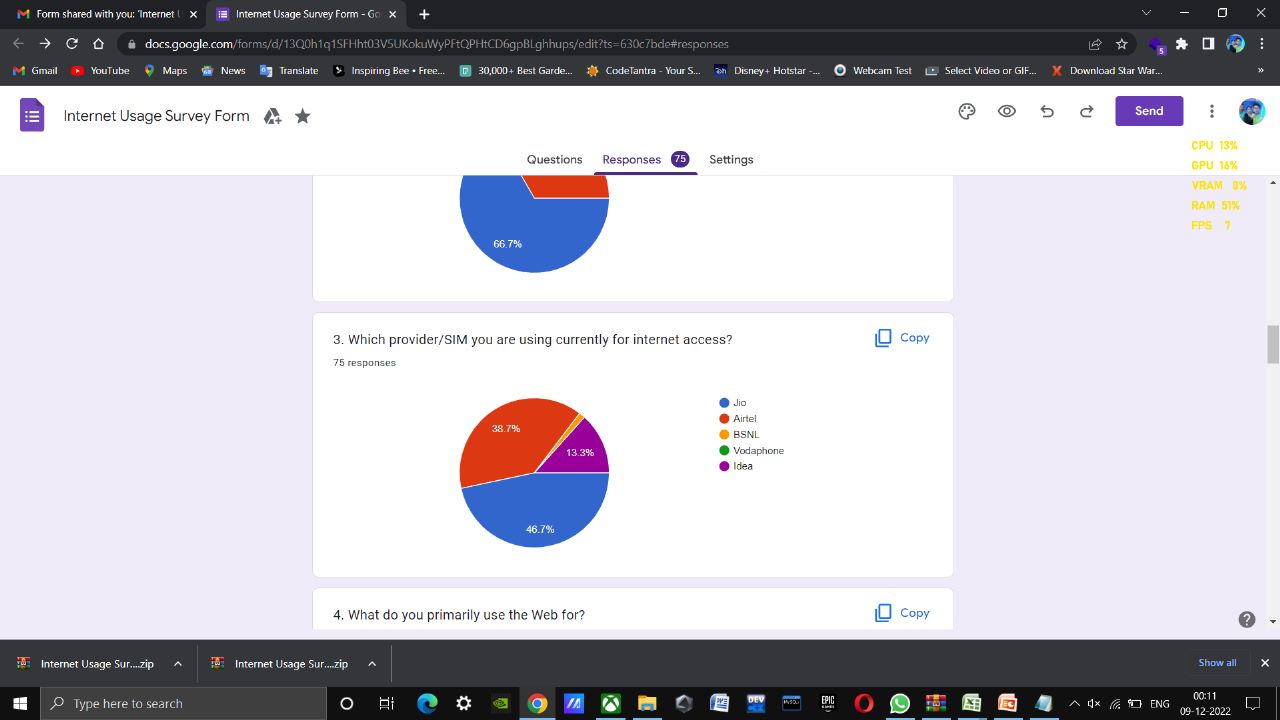 Form shared with you: 'Internet U
Internet Usage Survey Form - Go
docs.google.com/forms/d/13Q0h1q1SFHht03V5UKokuWyPFtQPHtCD6gpBLghhups/edit?ts=630c7bde#responses
5
Gmail
YouTube
Maps
News
Translate
Inspiring Bee • Free...
30,000+ Best Garde...
CodeTantra - Your S...
Disney+ Hotstar -...
Webcam Test
Select Video or GIF...
Download Star War...
»
Internet Usage Survey Form
Send
Questions
Responses 75
Settings
CPU 13%
GPU 16%
VRAM 0%
RAM 51%
FPS 7
66.7%
3. Which provider/SIM you are using currently for internet access?
Copy
75 responses
38.7%
13.3%
46.7%
Jio
Airtel
BSNL
Vodaphone
Idea
4. What do you primarily use the Web for?
Copy
Internet Usage Sur....zip
Internet Usage Sur....zip
Show all
Type here to search
ENG
00:11
09-12-2022